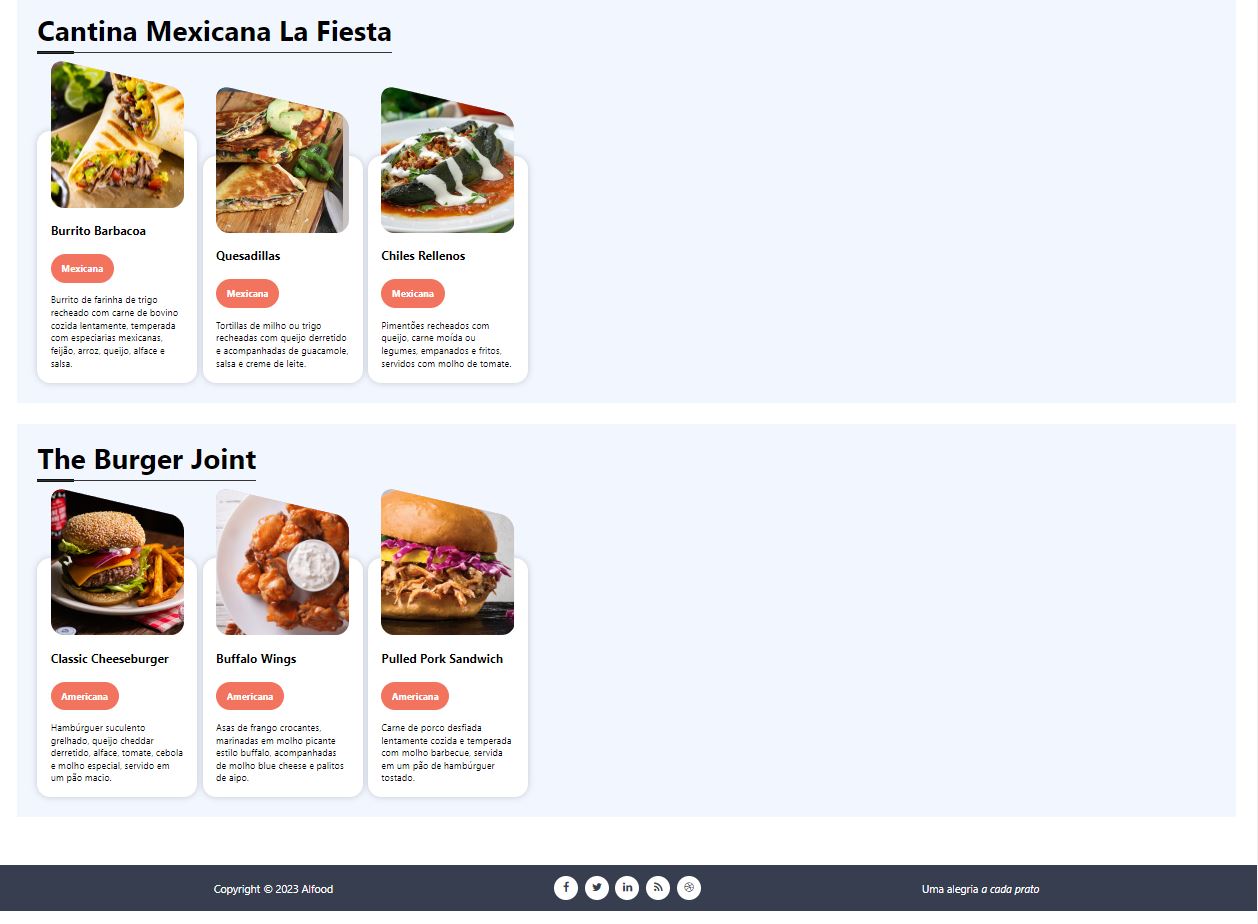 Cantina Mexicana La Fiesta
Burrito Barbacoa
Mexicana
Burrito de farinha de trigo
recheado com carne de bovino
cozida lentamente, temperada
com especiarias mexicanas,
feijão, arroz, queijo, alface e
salsa.
Quesadillas
Mexicana
Tortillas de milho ou trigo
recheadas com queijo derretido
e acompanhadas de guacamole,
salsa e creme de leite.
Chiles Rellenos
Mexicana
Pimentões recheados com
queijo, carne moída ou
legumes, empanados e fritos,
servidos com molho de tomate.
The Burger Joint
Classic Cheeseburger
Americana
Hambúrguer suculento
grelhado, queijo cheddar
derretido, alface, tomate, cebola
e molho especial, servido em
um pão macio.
Buffalo Wings
Americana
Asas de frango crocantes,
marinadas em molho picante
estilo buffalo, acompanhadas
de molho blue cheese e palitos
de aipo.
Pulled Pork Sandwich
Americana
Carne de porco desfiada
lentamente cozida e temperada
com molho barbecue, servida
em um pão de hambúrguer
tostado.
Copyright © 2023 Alfood
Uma alegria a cada prato